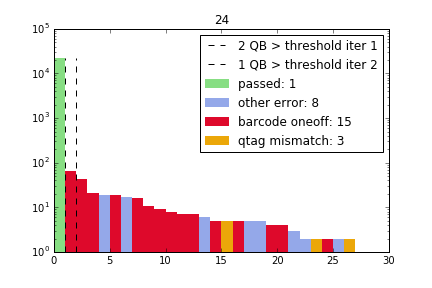 24
10^5
10^4
10^3
10^2
10^1
10^0
2 QB > threshold iter 1
1 QB > threshold iter 2
passed: 1
other error: 8
barcode oneoff: 15
qtag mismatch: 3
0 5 10 15 20 25 30